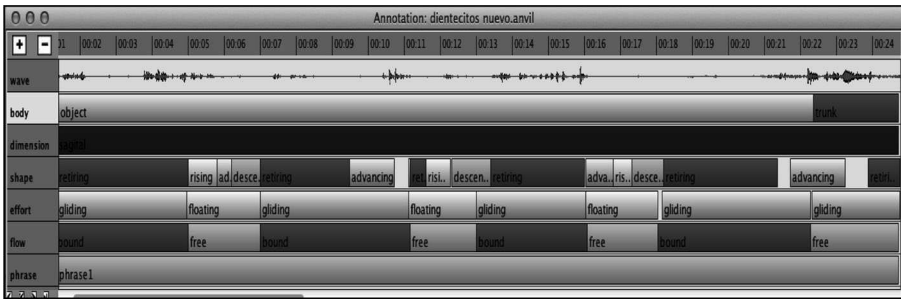 Annotation: dientecitos nuevo.anvil
+ - 01 00:02 00:03 00:04 00:05 00:06 00:07 00:08 00:09 00:10 00:11 00:12 00:13 00:14 00:15 00:16 00:17 00:18 00:19 00:20 00:21 00:22 00:23 00:24
wave
body object trunk
dimension sagital
shape retiring rising ad. desce. retiring advancing ret. risi.. descen.. retiring adva.. ris.. desce.. retiring advancing retiri..
effort gliding floating gliding floating gliding floating gliding gliding
flow bound free bound free bound free bound free
phrase phrase1